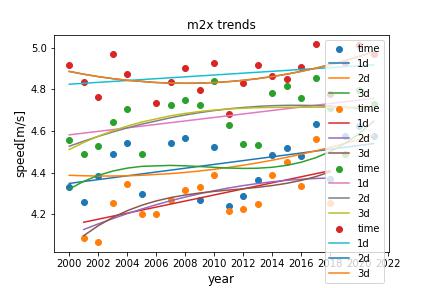 m2x trends
speed[m/s]
5.0
4.8
4.6
4.4
4.2
2000 2002 2004 2006 2008 2010 2012 2014 2016 2018 2020 2022
year
time
1d
2d
3d
time
1d
2d
3d
time
1d
2d
3d
time
1d
2d
3d